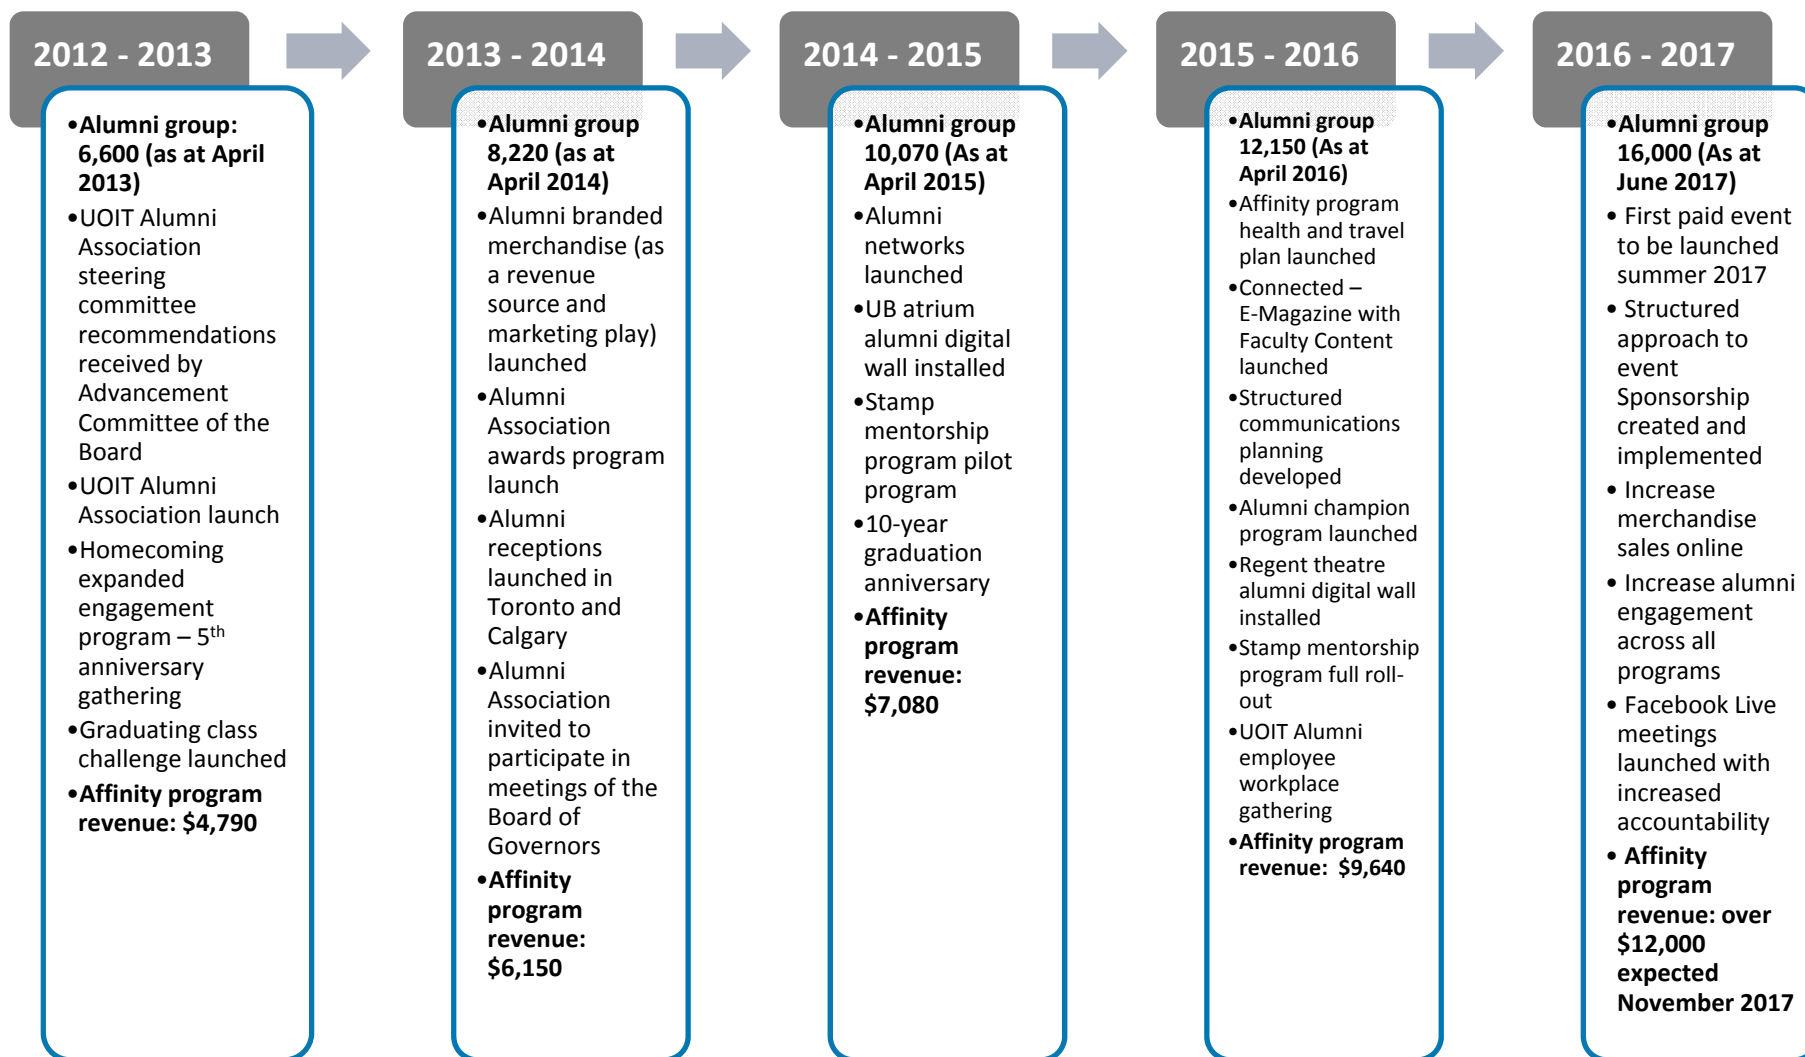 2012 - 2013
•Alumni group:
6,600 (as at April
2013)
•UOIT Alumni
Association
steering
committee
recommendations
received by
Advancement
Committee of the
Board
•UOIT Alumni
Association launch
•Homecoming
expanded
engagement
program – 5th
anniversary
gathering
•Graduating class
challenge launched
•Affinity program
revenue: $4,790
2013 - 2014
•Alumni group
8,220 (as at
April 2014)
•Alumni branded
merchandise (as
a revenue
source and
marketing play)
launched
•Alumni
Association
awards program
launch
•Alumni
receptions
launched in
Toronto and
Calgary
•Alumni
Association
invited to
participate in
meetings of the
Board of
Governors
•Affinity
program
revenue:
$6,150
2014 - 2015
•Alumni group
10,070 (As at
April 2015)
•Alumni
networks
launched
•UB atrium
alumni digital
wall installed
•Stamp
mentorship
program pilot
program
•10-year
graduation
anniversary
•Affinity
program
revenue:
$7,080
2015 - 2016
•Alumni group
12,150 (As at
April 2016)
•Affinity program
health and travel
plan launched
•Connected –
E-Magazine with
Faculty Content
launched
•Structured
communications
planning
developed
•Alumni champion
program launched
•Regent theatre
alumni digital wall
installed
•Stamp mentorship
program full roll-
out
•UOIT Alumni
employee
workplace
gathering
•Affinity program
revenue: $9,640
2016 - 2017
•Alumni group
16,000 (As at
June 2017)
• First paid event
to be launched
summer 2017
• Structured
approach to
event
Sponsorship
created and
implemented
• Increase
merchandise
sales online
• Increase alumni
engagement
across all
programs
• Facebook Live
meetings
launched with
increased
accountability
• Affinity
program
revenue: over
$12,000
expected
November 2017